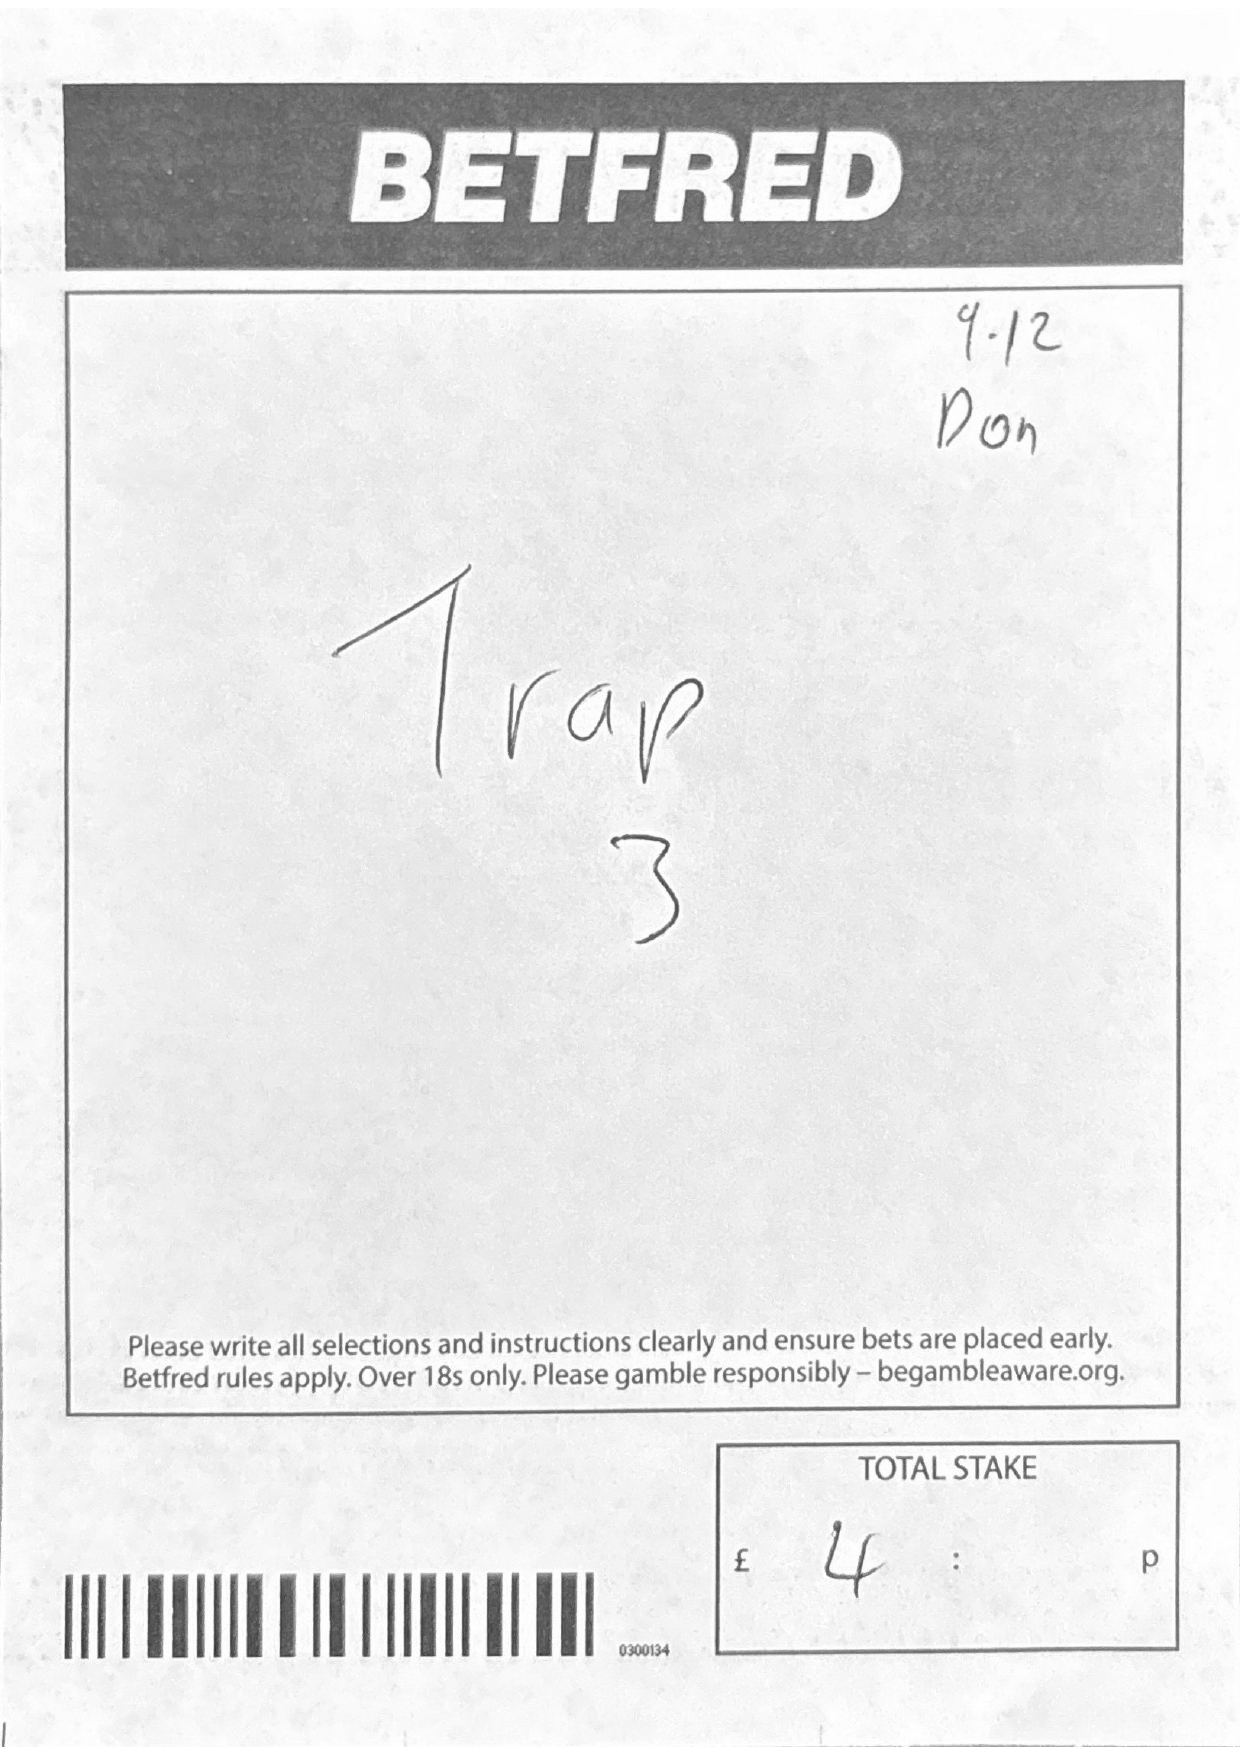 BETFRED
9.12
Don
Trap
3
Please write all selections and instructions clearly and ensure bets are placed early.
Betfred rules apply. Over 18s only. Please gamble responsibly – begambleaware.org.
TOTAL STAKE
£ 4 : p
0300134